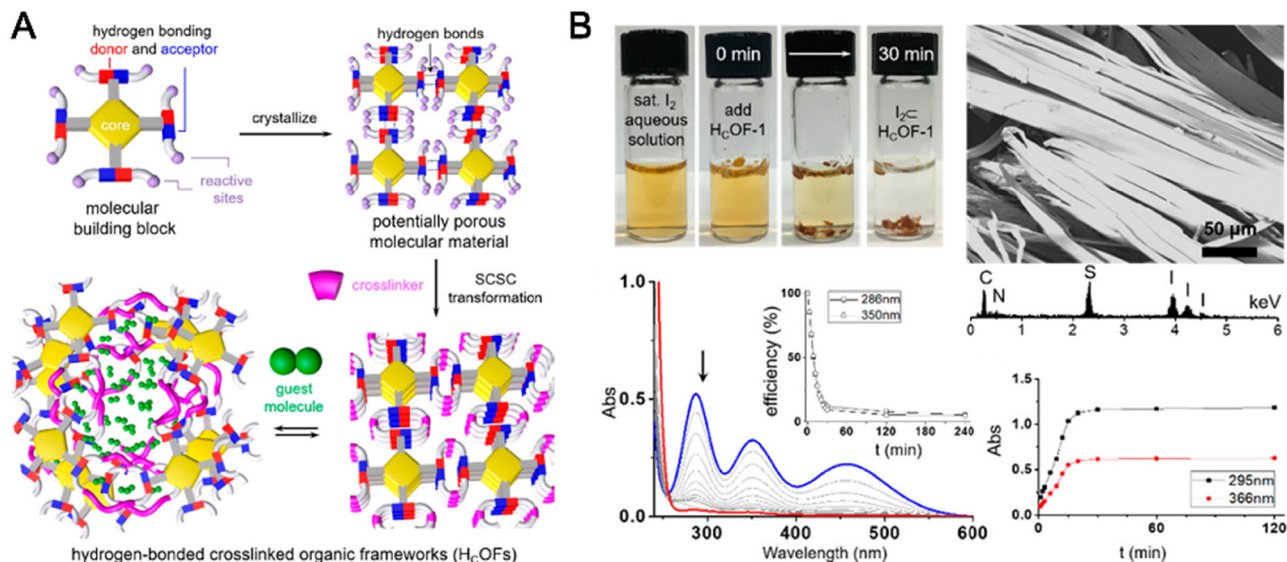 A
hydrogen bonding
donor and acceptor
core
reactive
sites
molecular
building block
crystallize
hydrogen bonds
potentially porous
molecular material
crosslinker
SCSC
transformation
guest
molecule
hydrogen-bonded crosslinked organic frameworks (HCOFs)
B
sat. I2
aqueous
solution
0 min
add
HCOF-1
30 min
I2⊂
HCOF-1
50 μm
C
N
S
I
I
I
keV
0 1 2 3 4 5 6
Abs
1.0
0.5
0.0
300 400 500 600
Wavelength (nm)
efficiency (%)
100
75
50
25
0
0 60 120 180 240
t (min)
286nm
350nm
Abs
1.5
1.0
0.5
0.0
0 60 120
t (min)
295nm
366nm